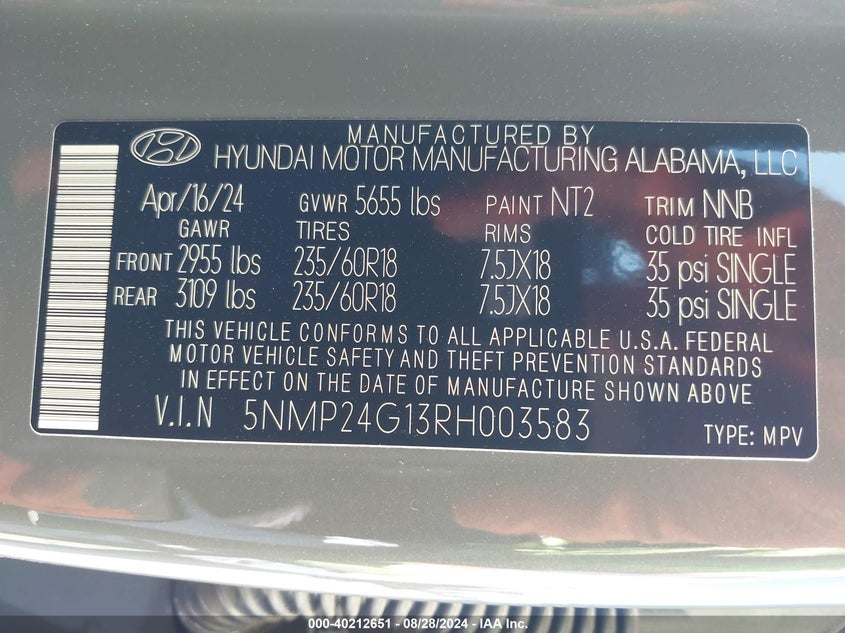 MANUFACTURED BY
HYUNDAI MOTOR MANUFACTURING ALABAMA, LLC
Apr/16/24 GVWR 5655 lbs PAINT NT2 TRIM NNB
GAWR TIRES RIMS COLD TIRE INFL
FRONT 2955 lbs 235/60R18 7.5JX18 35 psi SINGLE
REAR 3109 lbs 235/60R18 7.5JX18 35 psi SINGLE
THIS VEHICLE CONFORMS TO ALL APPLICABLE U.S.A. FEDERAL
MOTOR VEHICLE SAFETY AND THEFT PREVENTION STANDARDS
IN EFFECT ON THE DATE OF MANUFACTURE SHOWN ABOVE
V.I.N 5NMP24G13RH003583 TYPE: MPV
000-40212651 - 08/28/2024 - IAA Inc.